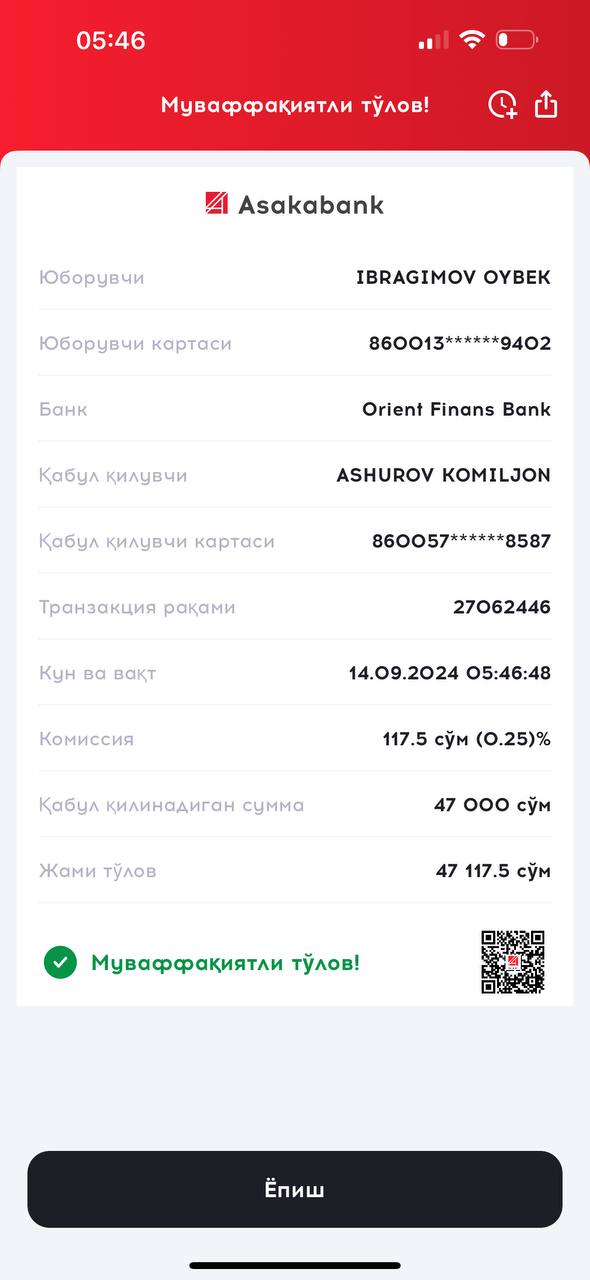 05:46
Муваффақиятли тўлов!
Asakabank
Юборувчи IBRAGIMOV OYBEK
Юборувчи картаси 860013******9402
Банк Orient Finans Bank
Қабул қилувчи ASHUROV KOMILJON
Қабул қилувчи картаси 860057******8587
Транзакция рақами 27062446
Кун ва вақт 14.09.2024 05:46:48
Комиссия 117.5 сўм (0.25)%
Қабул қилинадиган сумма 47 000 сўм
Жами тўлов 47 117.5 сўм
Муваффақиятли тўлов!
Ёпиш